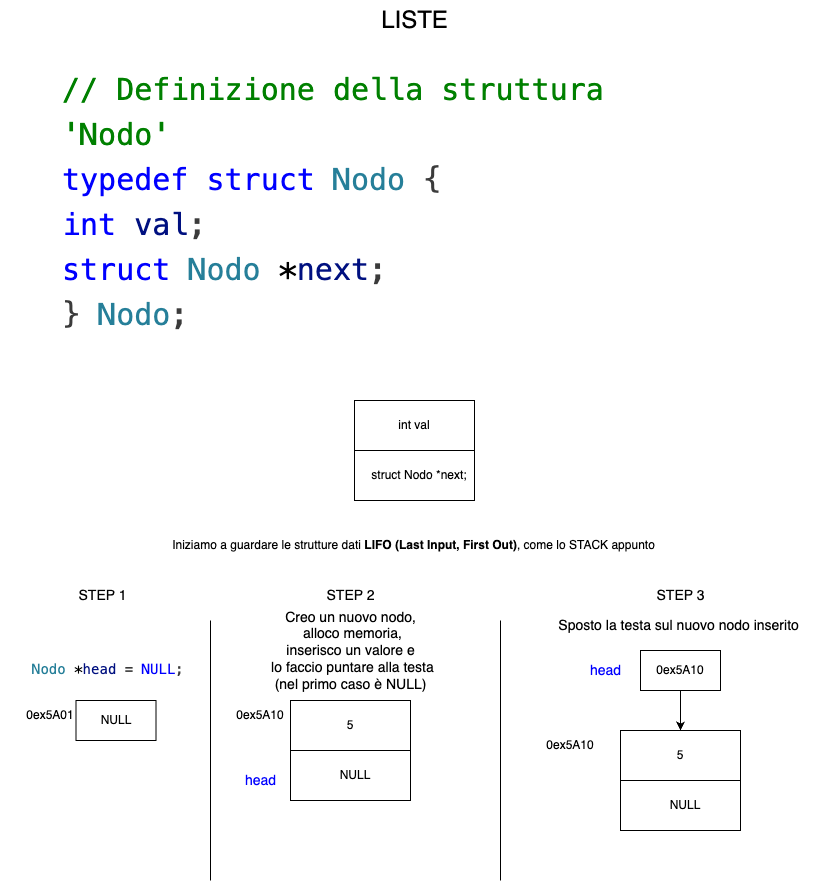 LISTE
// Definizione della struttura
'Nodo'
typedef struct Nodo {
int val;
struct Nodo *next;
} Nodo;
int val
struct Nodo *next;
Iniziamo a guardare le strutture dati LIFO (Last Input, First Out), come lo STACK appunto
STEP 1
Nodo *head = NULL;
0ex5A01
NULL
STEP 2
Creo un nuovo nodo,
alloco memoria,
inserisco un valore e
lo faccio puntare alla testa
(nel primo caso è NULL)
0ex5A10
5
head
NULL
STEP 3
Sposto la testa sul nuovo nodo inserito
head
0ex5A10
0ex5A10
5
NULL